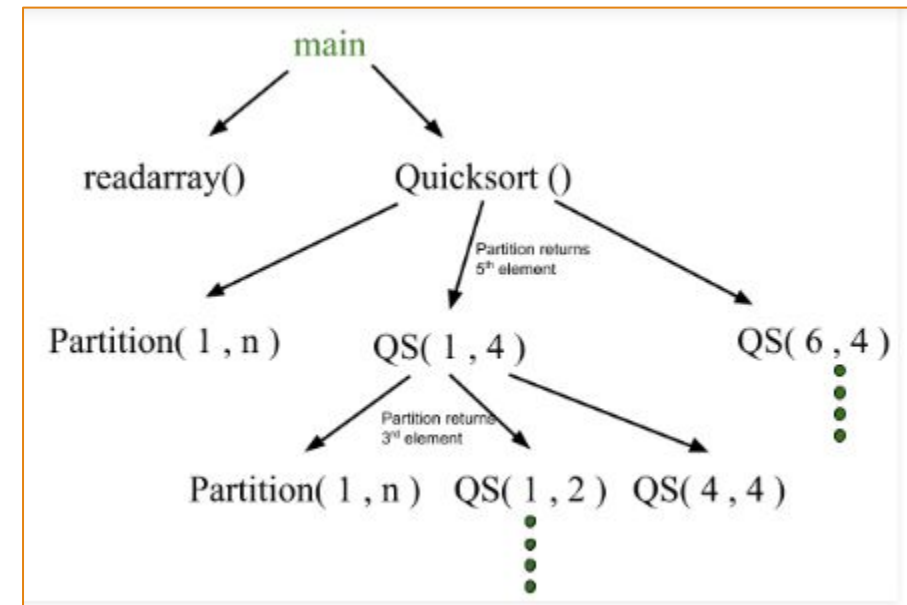 main
readarray()
Quicksort ()
Partition returns
5th element
Partition( 1 , n )
QS( 1 , 4 )
QS( 6 , 4 )
Partition returns
3rd element
Partition( 1 , n )
QS( 1 , 2 )
QS( 4 , 4 )